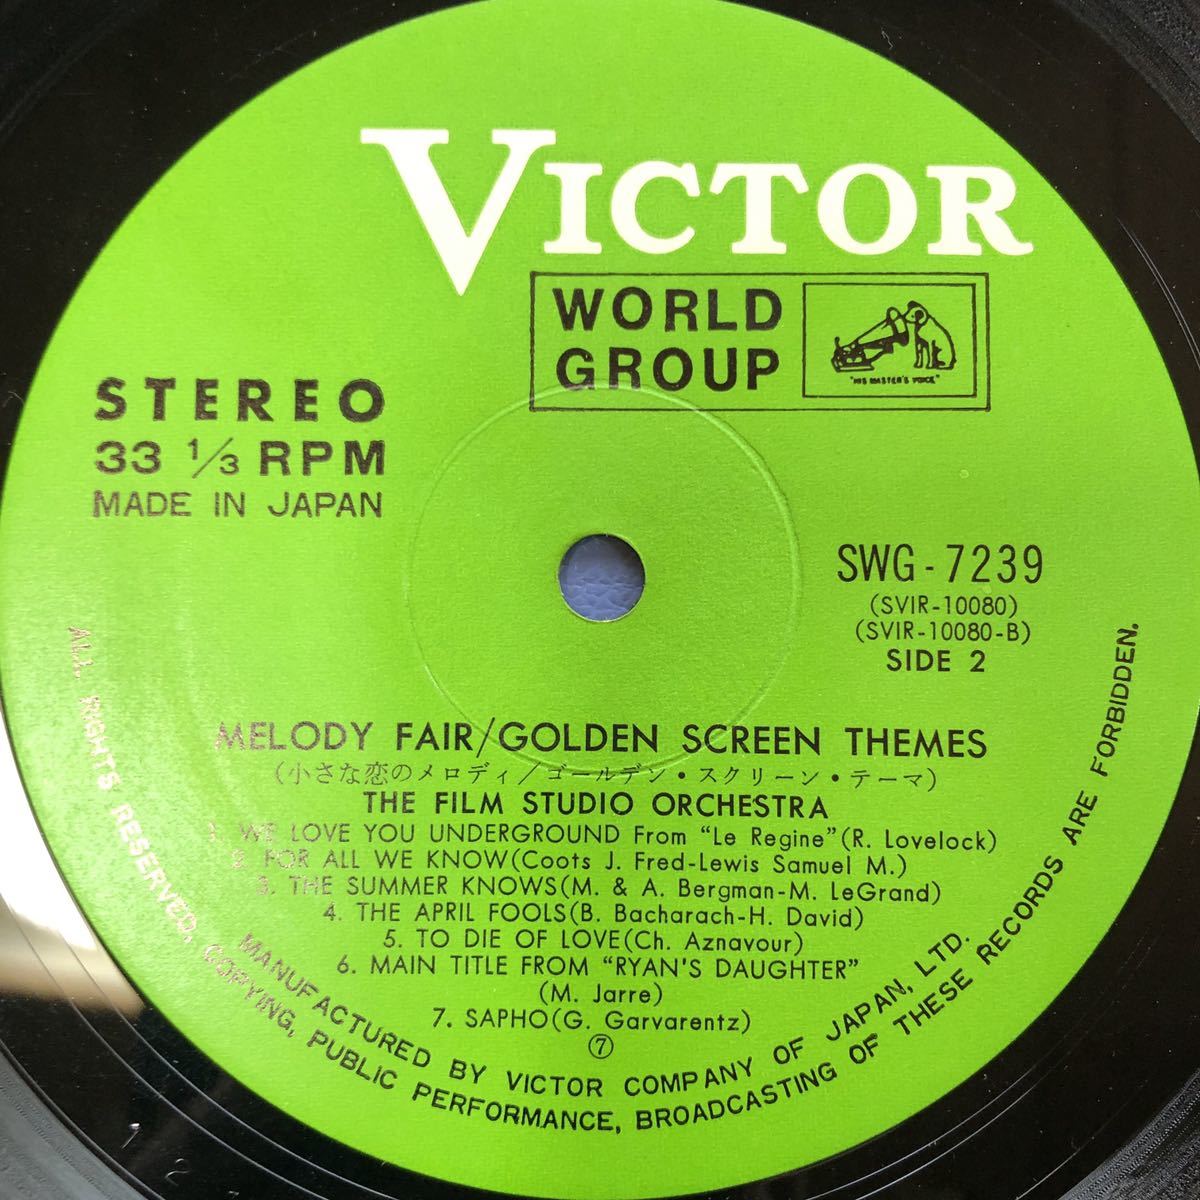 VICTOR
WORLD
GROUP
"HIS MASTER'S VOICE"
STEREO
33 1/3 RPM
MADE IN JAPAN
SWG-7239
(SVIR-10080)
(SVIR-10080-B)
SIDE 2
MELODY FAIR/GOLDEN SCREEN THEMES
(小さな恋のメロディ/ゴールデン・スクリーン・テーマ)
THE FILM STUDIO ORCHESTRA
1. WE LOVE YOU UNDERGROUND From "Le Regine"(R. Lovelock)
2. FOR ALL WE KNOW(Coots J. Fred-Lewis Samuel M.)
3. THE SUMMER KNOWS(M. & A. Bergman-M. LeGrand)
4. THE APRIL FOOLS(B. Bacharach-H. David)
5. TO DIE OF LOVE(Ch. Aznavour)
6. MAIN TITLE FROM "RYAN'S DAUGHTER"
(M. Jarre)
7. SAPHO(G. Garvarentz)
⑦
MANUFACTURED BY VICTOR COMPANY OF JAPAN, LTD.
ALL RIGHTS RESERVED. COPYING, PUBLIC PERFORMANCE, BROADCASTING OF THESE RECORDS ARE FORBIDDEN.